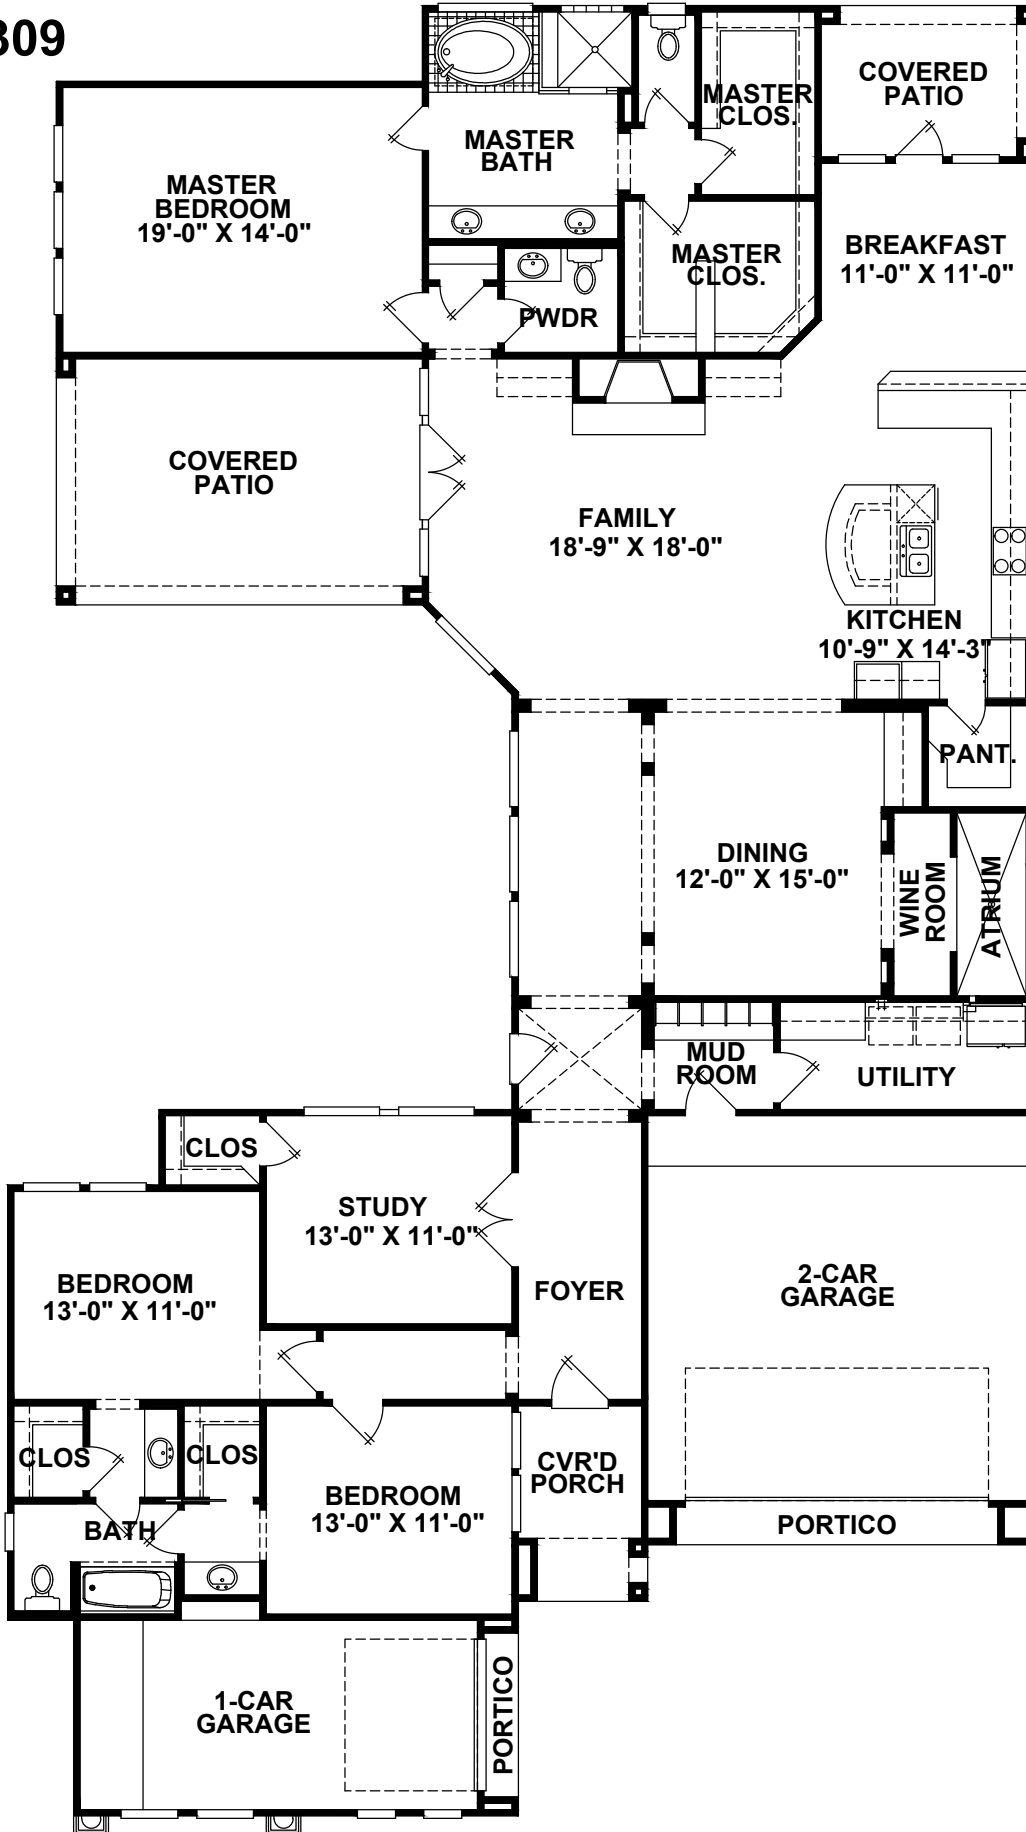 309
MASTER
BEDROOM
19'-0" X 14'-0"
MASTER
BATH
MASTER
CLOS.
COVERED
PATIO
MASTER
CLOS.
BREAKFAST
11'-0" X 11'-0"
PWDR
COVERED
PATIO
FAMILY
18'-9" X 18'-0"
KITCHEN
10'-9" X 14'-3"
PANT.
DINING
12'-0" X 15'-0"
WINE
ROOM
ATRIUM
MUD
ROOM
UTILITY
CLOS
STUDY
13'-0" X 11'-0"
BEDROOM
13'-0" X 11'-0"
FOYER
2-CAR
GARAGE
CLOS
CLOS
BATH
BEDROOM
13'-0" X 11'-0"
CVR'D
PORCH
PORTICO
1-CAR
GARAGE
PORTICO